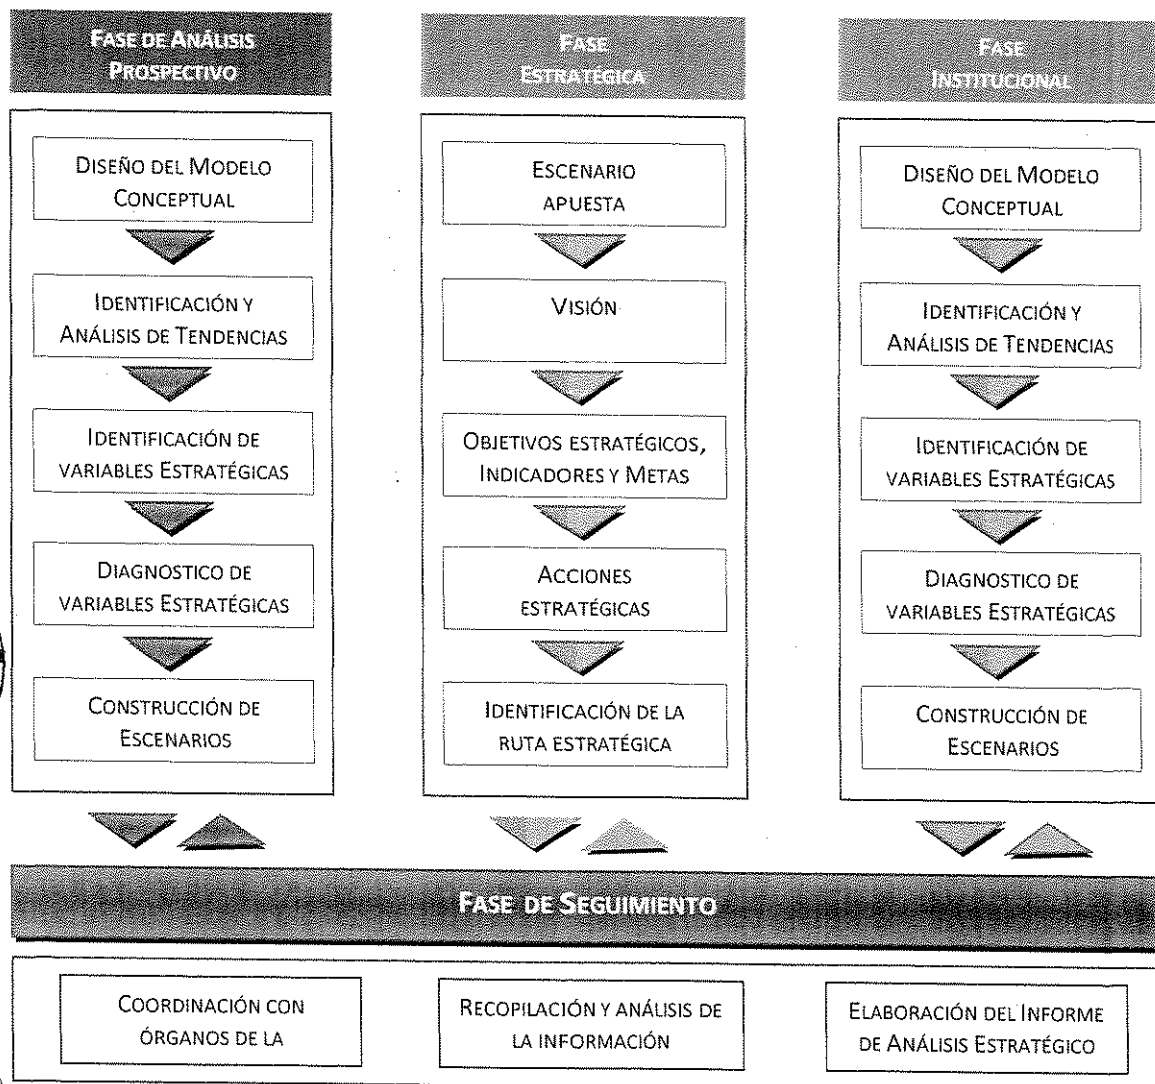 FASE DE ANÁLISIS
PROSPECTIVO
DISEÑO DEL MODELO
CONCEPTUAL
IDENTIFICACIÓN Y
ANÁLISIS DE TENDENCIAS
IDENTIFICACIÓN DE
VARIABLES ESTRATÉGICAS
DIAGNOSTICO DE
VARIABLES ESTRATÉGICAS
CONSTRUCCIÓN DE
ESCENARIOS
FASE
ESTRATÉGICA
ESCENARIO
APUESTA
VISIÓN
OBJETIVOS ESTRATÉGICOS,
INDICADORES Y METAS
ACCIONES
ESTRATÉGICAS
IDENTIFICACIÓN DE LA
RUTA ESTRATÉGICA
FASE
INSTITUCIONAL
DISEÑO DEL MODELO
CONCEPTUAL
IDENTIFICACIÓN Y
ANÁLISIS DE TENDENCIAS
IDENTIFICACIÓN DE
VARIABLES ESTRATÉGICAS
DIAGNOSTICO DE
VARIABLES ESTRATÉGICAS
CONSTRUCCIÓN DE
ESCENARIOS
FASE DE SEGUIMIENTO
COORDINACIÓN CON
ÓRGANOS DE LA
RECOPILACIÓN Y ANÁLISIS DE
LA INFORMACIÓN
ELABORACIÓN DEL INFORME
DE ANÁLISIS ESTRATÉGICO